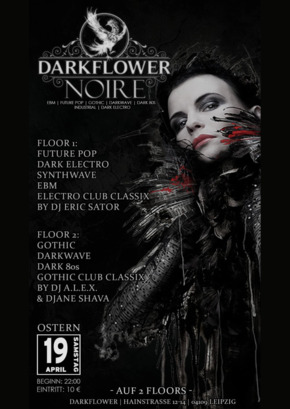 DARKFLOWER
NOIRE
EBM | FUTURE POP | GOTHIC | DARKWAVE | DARK 80s
INDUSTRIAL | DARK ELECTRO
FLOOR 1:
FUTURE POP
DARK ELECTRO
SYNTHWAVE
EBM
ELECTRO CLUB CLASSIX
BY DJ ERIC SATOR
FLOOR 2:
GOTHIC
DARKWAVE
DARK 80s
GOTHIC CLUB CLASSIX
BY DJ A.L.E.X.
& DJANE SHAVA
OSTERN
19
APRIL
SAMSTAG
BEGINN: 22:00
EINTRITT: 10 €
- AUF 2 FLOORS -
DARKFLOWER | HAINSTRASSE 12-14 | 04109 LEIPZIG